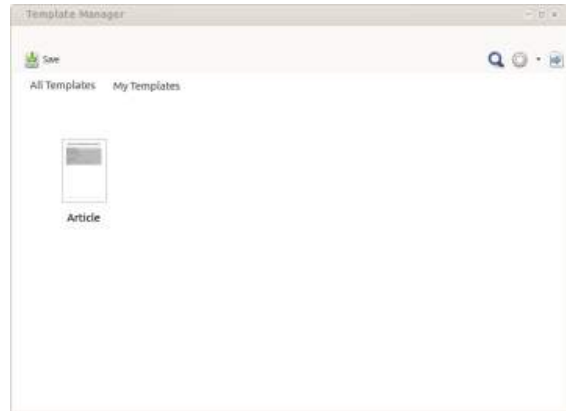 Template Manager
Save
All Templates My Templates
Article